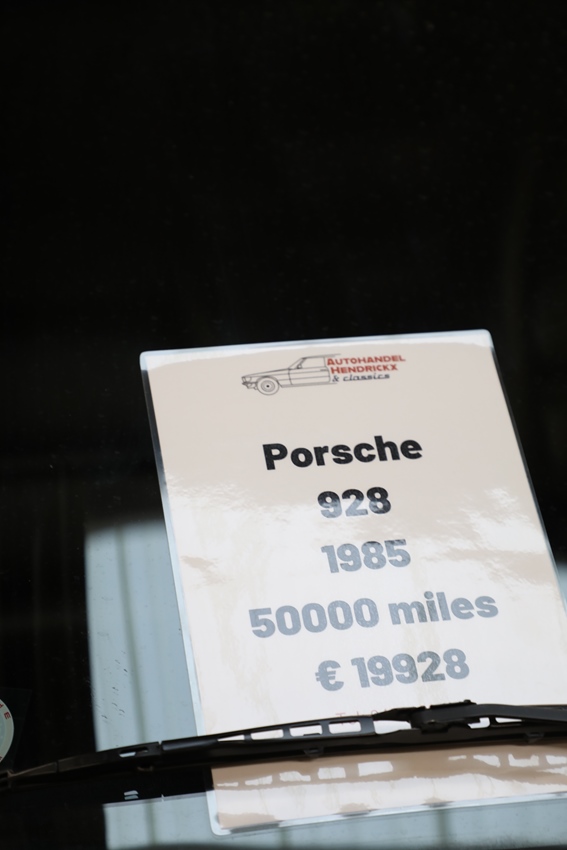 AUTOHANDEL
HENDRICKX
& classics
Porsche
928
1985
50000 miles
€ 19928